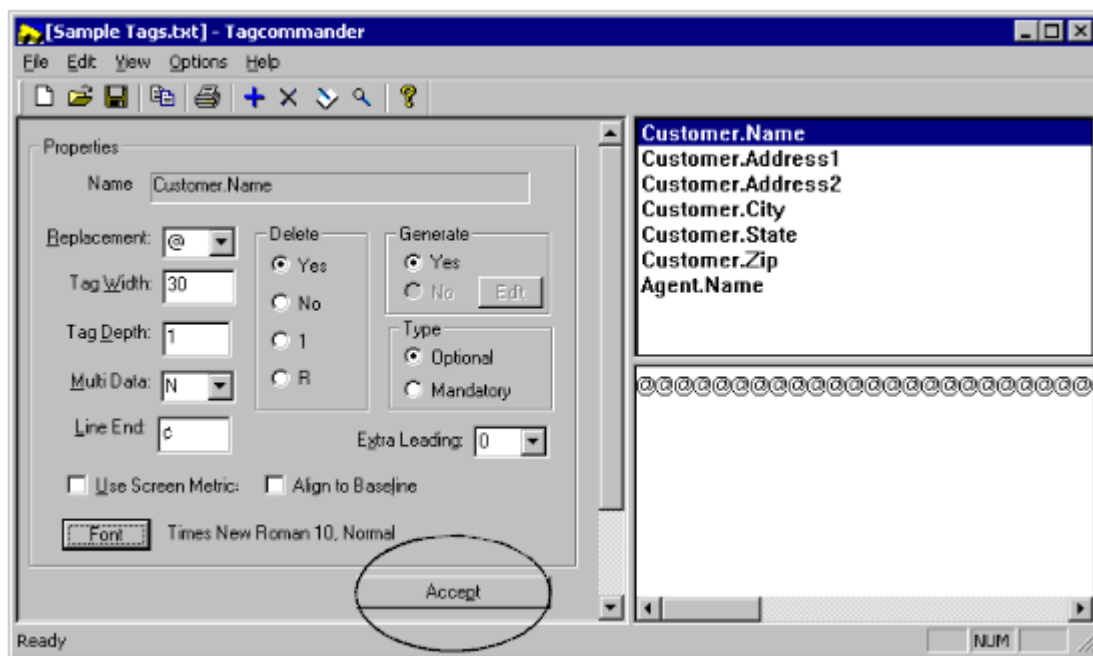 [Sample Tags.txt] - Tagcommander
File Edit View Options Help
Properties
Name Customer.Name
Replacement: @
Tag Width: 30
Tag Depth: 1
Multi Data: N
Line End: ¢
Delete
Yes
No
1
R
Generate
Yes
No Edit
Type
Optional
Mandatory
Extra Leading: 0
Use Screen Metric:
Align to Baseline
Font Times New Roman 10, Normal
Accept
Customer.Name
Customer.Address1
Customer.Address2
Customer.City
Customer.State
Customer.Zip
Agent.Name
@@@@@@@@@@@@@@@@@@@@@@@@@
Ready
NUM